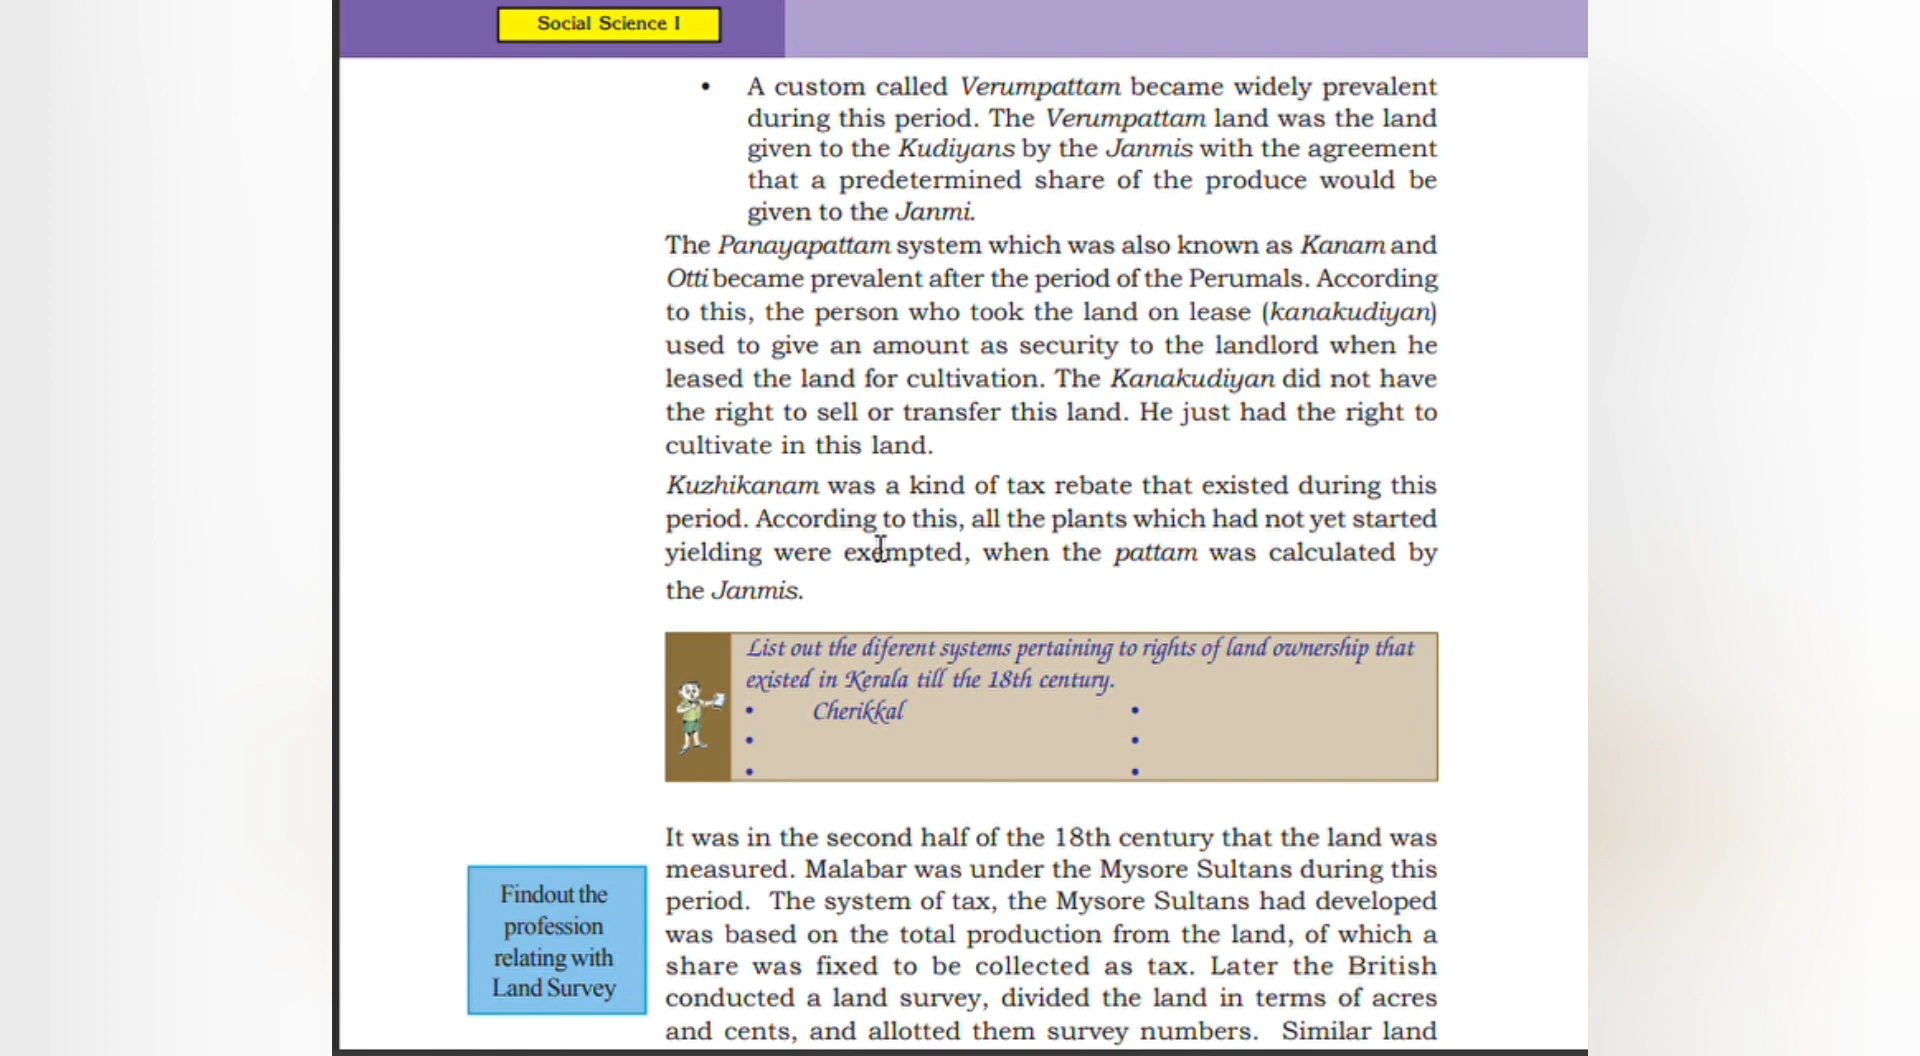 Social Science I
• A custom called Verumpattam became widely prevalent
during this period. The Verumpattam land was the land
given to the Kudiyans by the Janmis with the agreement
that a predetermined share of the produce would be
given to the Janmi.
The Panayapattam system which was also known as Kanam and
Otti became prevalent after the period of the Perumals. According
to this, the person who took the land on lease (kanakudiyan)
used to give an amount as security to the landlord when he
leased the land for cultivation. The Kanakudiyan did not have
the right to sell or transfer this land. He just had the right to
cultivate in this land.
Kuzhikanam was a kind of tax rebate that existed during this
period. According to this, all the plants which had not yet started
yielding were exempted, when the pattam was calculated by
the Janmis.
List out the diferent systems pertaining to rights of land ownership that
existed in Kerala till the 18th century.
• Cherikkal •
• •
• •
It was in the second half of the 18th century that the land was
measured. Malabar was under the Mysore Sultans during this
period. The system of tax, the Mysore Sultans had developed
was based on the total production from the land, of which a
share was fixed to be collected as tax. Later the British
conducted a land survey, divided the land in terms of acres
and cents, and allotted them survey numbers. Similar land
Findout the
profession
relating with
Land Survey